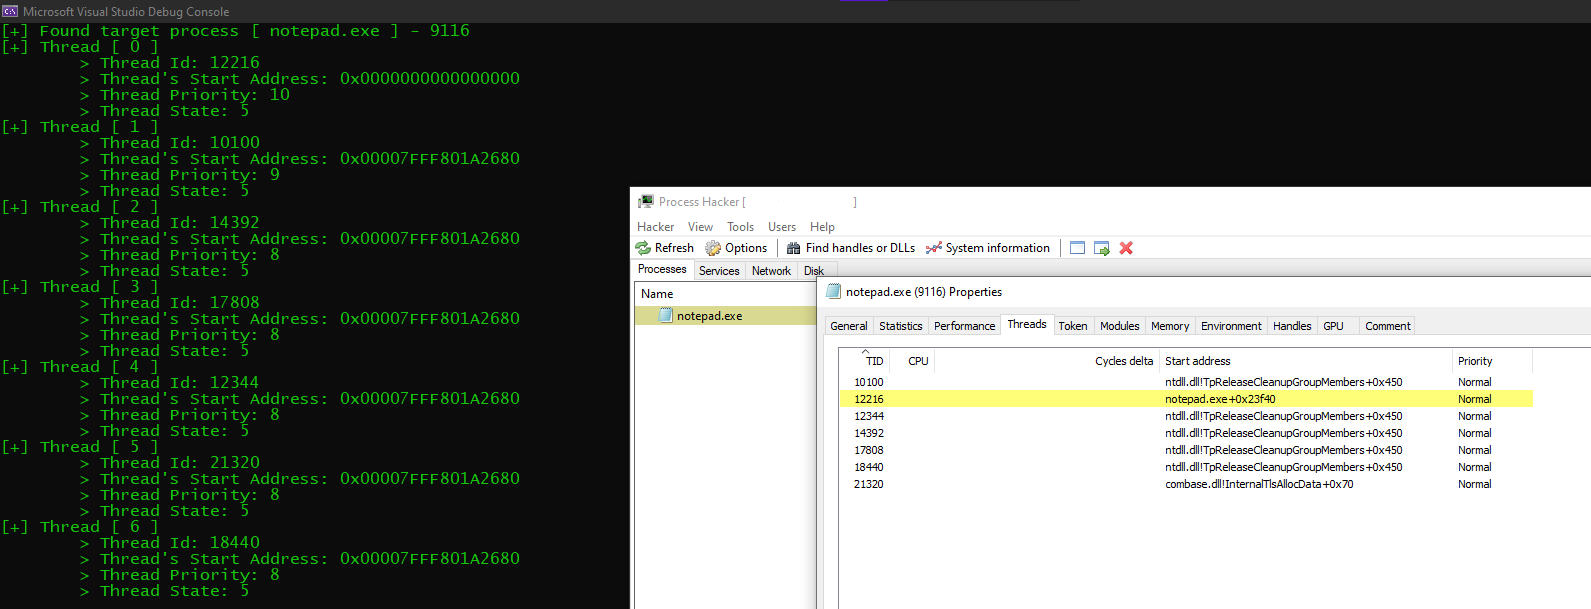 Microsoft Visual Studio Debug Console
[+] Found target process [ notepad.exe ] - 9116
[+] Thread [ 0 ]
> Thread Id: 12216
> Thread's Start Address: 0x0000000000000000
> Thread Priority: 10
> Thread State: 5
[+] Thread [ 1 ]
> Thread Id: 10100
> Thread's Start Address: 0x00007FFF801A2680
> Thread Priority: 9
> Thread State: 5
[+] Thread [ 2 ]
> Thread Id: 14392
> Thread's Start Address: 0x00007FFF801A2680
> Thread Priority: 8
> Thread State: 5
[+] Thread [ 3 ]
> Thread Id: 17808
> Thread's Start Address: 0x00007FFF801A2680
> Thread Priority: 8
> Thread State: 5
[+] Thread [ 4 ]
> Thread Id: 12344
> Thread's Start Address: 0x00007FFF801A2680
> Thread Priority: 8
> Thread State: 5
[+] Thread [ 5 ]
> Thread Id: 21320
> Thread's Start Address: 0x00007FFF801A2680
> Thread Priority: 8
> Thread State: 5
[+] Thread [ 6 ]
> Thread Id: 18440
> Thread's Start Address: 0x00007FFF801A2680
> Thread Priority: 8
> Thread State: 5
Process Hacker [ ]
Hacker View Tools Users Help
Refresh Options Find handles or DLLs System information
Processes Services Network Disk
Name
notepad.exe
notepad.exe (9116) Properties
General Statistics Performance Threads Token Modules Memory Environment Handles GPU Comment
TID CPU Cycles delta Start address Priority
10100 ntdll.dll!TpReleaseCleanupGroupMembers+0x450 Normal
12216 notepad.exe+0x23f40 Normal
12344 ntdll.dll!TpReleaseCleanupGroupMembers+0x450 Normal
14392 ntdll.dll!TpReleaseCleanupGroupMembers+0x450 Normal
17808 ntdll.dll!TpReleaseCleanupGroupMembers+0x450 Normal
18440 ntdll.dll!TpReleaseCleanupGroupMembers+0x450 Normal
21320 combase.dll!InternalTlsAllocData+0x70 Normal